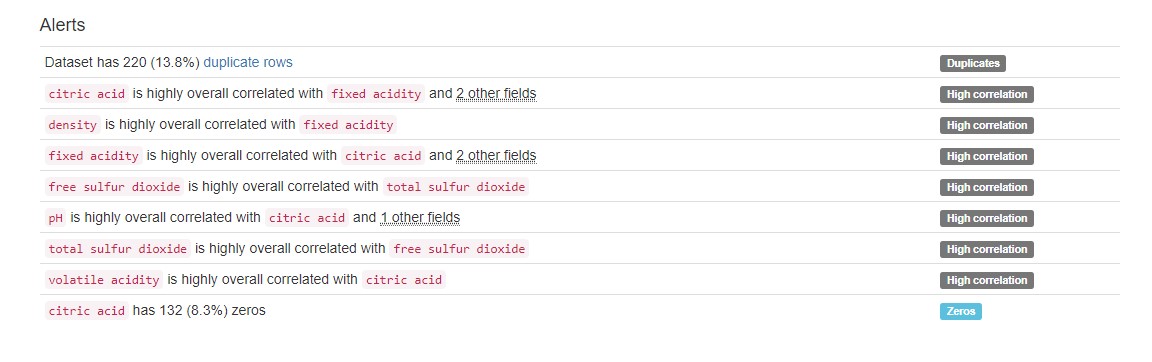 Alerts
Dataset has 220 (13.8%) duplicate rows Duplicates
citric acid is highly overall correlated with fixed acidity and 2 other fields High correlation
density is highly overall correlated with fixed acidity High correlation
fixed acidity is highly overall correlated with citric acid and 2 other fields High correlation
free sulfur dioxide is highly overall correlated with total sulfur dioxide High correlation
pH is highly overall correlated with citric acid and 1 other fields High correlation
total sulfur dioxide is highly overall correlated with free sulfur dioxide High correlation
volatile acidity is highly overall correlated with citric acid High correlation
citric acid has 132 (8.3%) zeros Zeros